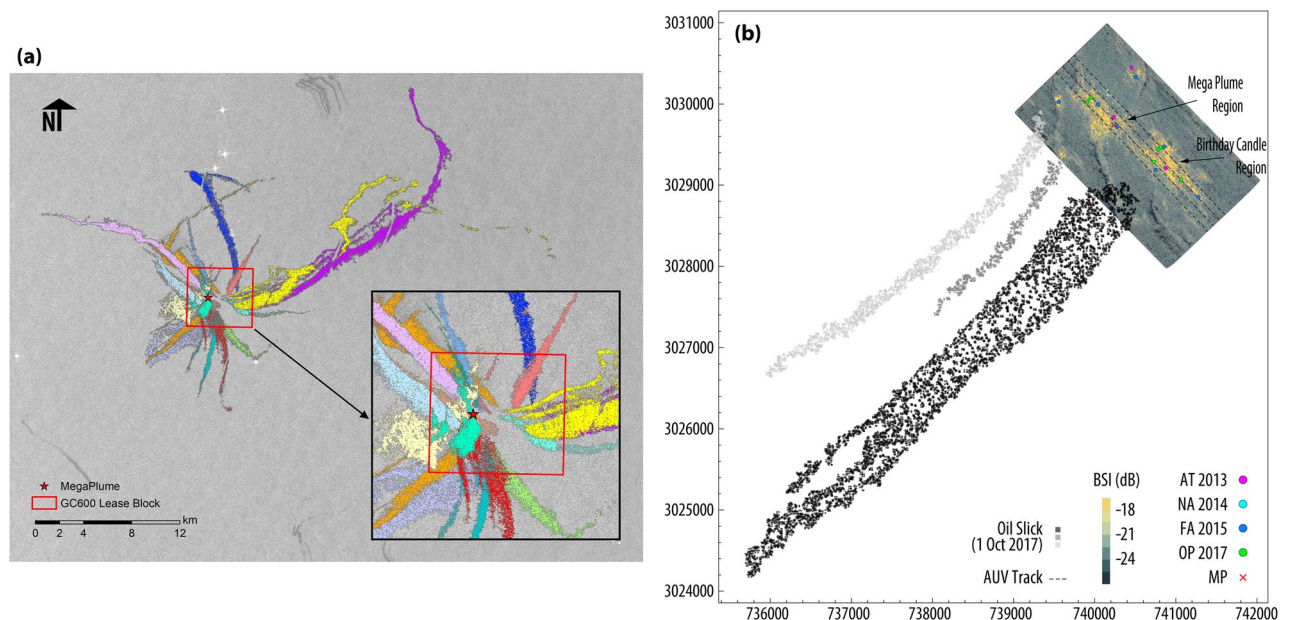 (a)
N
MegaPlume
GC600 Lease Block
km
0 2 4 8 12
(b)
3031000
3030000
3029000
3028000
3027000
3026000
3025000
3024000
736000 737000 738000 739000 740000 741000 742000
Mega Plume
Region
Birthday Candle
Region
Oil Slick
(1 Oct 2017)
AUV Track
BSI (dB)
-18
-21
-24
AT 2013
NA 2014
FA 2015
OP 2017
MP